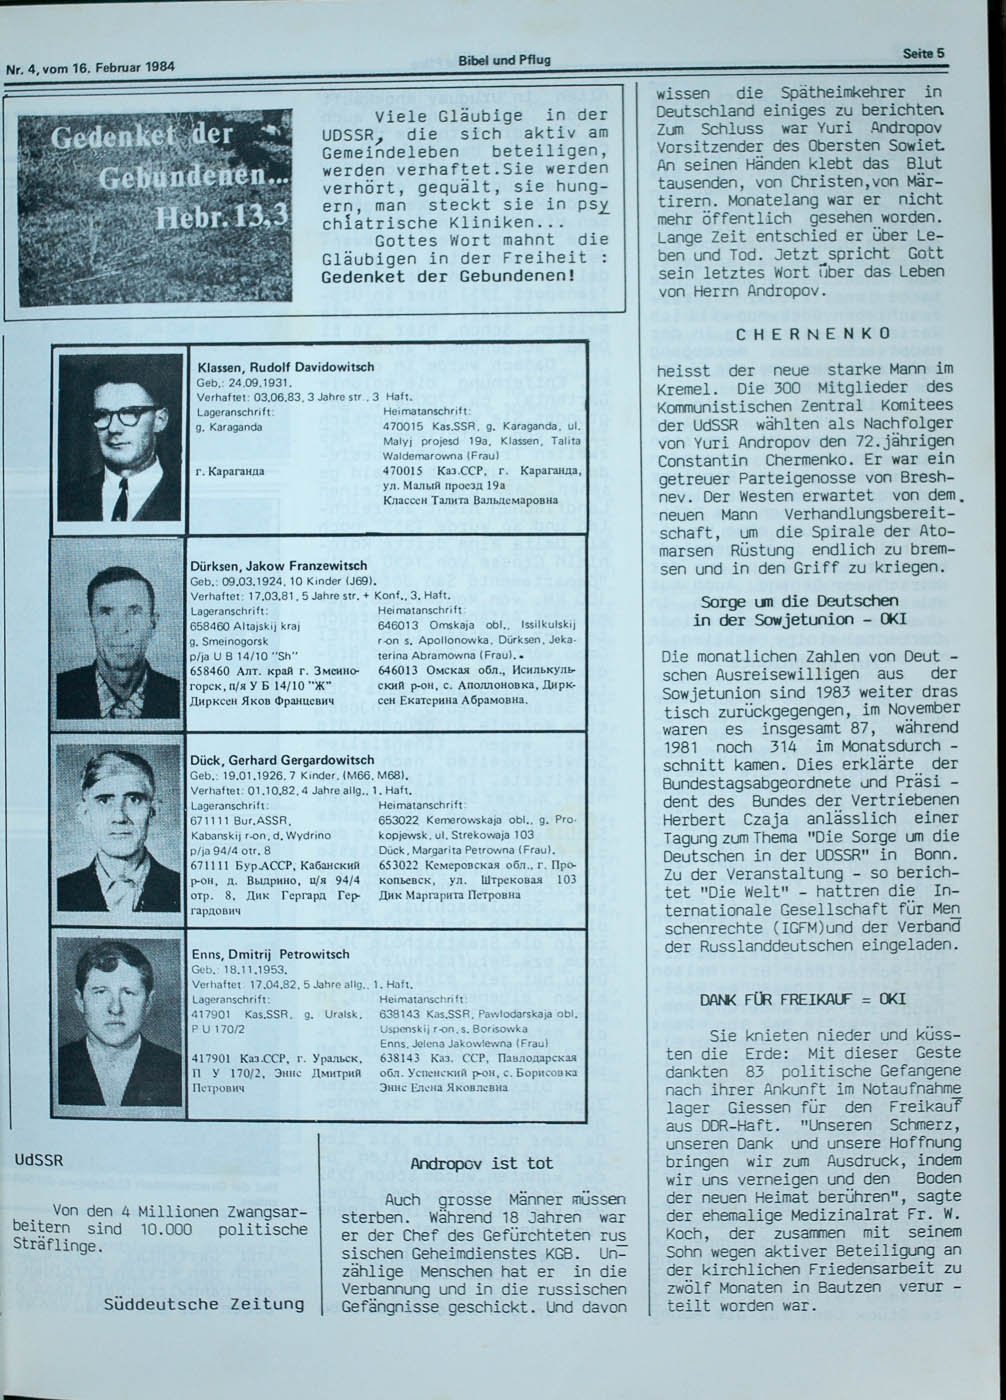 Nr. 4, vom 16. Februar 1984
Bibel und Pflug
Seite 5
Gedenket der
Gebundenen...
Hebr. 13,3
Viele Gläubige in der
UDSSR, die sich aktiv am
Gemeindeleben beteiligen,
werden verhaftet.Sie werden
verhört, gequält, sie hung-
ern, man steckt sie in psy
chiatrische Kliniken...
Gottes Wort mahnt die
Gläubigen in der Freiheit :
Gedenket der Gebundenen!
Klassen, Rudolf Davidowitsch
Geb.: 24.09.1931.
Verhaftet: 03.06.83, 3 Jahre str., 3 Haft.
Lageranschrift:
g. Karaganda
г. Караганда
Heimatanschrift:
470015 Kas.SSR, g. Karaganda, ul.
Malyj projesd 19a, Klassen, Talita
Waldemarowna (Frau)
470015 Каз.ССР, г. Караганда,
ул. Малый проезд 19а
Классен Талита Вальдемаровна
Dürksen, Jakow Franzewitsch
Geb.: 09.03.1924, 10 Kinder (J69).
Verhaftet: 17.03.81, 5 Jahre str. + Konf., 3. Haft.
Lageranschrift:
658460 Altajskij kraj
g. Smeinogorsk
p/ja U B 14/10 "Sh"
658460 Алт. край г. Змеино-
горск, п/я У Б 14/10 "Ж"
Дирксен Яков Францевич
Heimatanschrift:
646013 Omskaja obl., Issilkulskij
r-on s. Apollonowka, Dürksen, Jeka-
terina Abramowna (Frau).
646013 Омская обл., Исилькуль-
ский р-он, с. Аполлоновка, Дирк-
сен Екатерина Абрамовна.
Dück, Gerhard Gergardowitsch
Geb.: 19.01.1926, 7 Kinder, (M66, M68).
Verhaftet: 01.10.82, 4 Jahre allg., 1. Haft.
Lageranschrift:
671111 Bur.ASSR,
Kabanskij r-on, d. Wydrino
p/ja 94/4 otr. 8
671111 Бур.АССР, Кабанский
р-он, д. Выдрино, п/я 94/4
отр. 8, Дик Гергард Гер-
гардович
Heimatanschrift:
653022 Kemerowskaja obl., g. Pro-
kopjewsk, ul. Strekowaja 103
Dück, Margarita Petrowna (Frau).
653022 Кемеровская обл., г. Про-
копьевск, ул. Штрековая 103
Дик Маргарита Петровна
Enns, Dmitrij Petrowitsch
Geb.: 18.11.1953.
Verhaftet: 17.04.82, 5 Jahre allg., 1. Haft.
Lageranschrift:
417901 Kas.SSR, g. Uralsk,
P U 170/2
417901 Каз.ССР, г. Уральск,
П У 170/2, Энис Дмитрий
Петрович
Heimatanschrift:
638143 Kas.SSR, Pawlodarskaja obl.
Uspenskij r-on, s. Borisowka
Enns, Jelena Jakowlewna (Frau)
638143 Каз. ССР, Павлодарская
обл. Успенский р-он, с. Борисовка
Энис Елена Яковлевна
UdSSR
Von den 4 Millionen Zwangsar-
beitern sind 10.000 politische
Sträflinge.
Süddeutsche Zeitung
Andropov ist tot
Auch grosse Männer müssen
sterben. Während 18 Jahren war
er der Chef des Gefürchteten rus
sischen Geheimdienstes KGB. Un-
zählige Menschen hat er in die
Verbannung und in die russischen
Gefängnisse geschickt. Und davon
wissen die Spätheimkehrer in
Deutschland einiges zu berichten.
Zum Schluss war Yuri Andropov
Vorsitzender des Obersten Sowiet.
An seinen Händen klebt das Blut
tausenden, von Christen,von Mär-
tirern. Monatelang war er nicht
mehr öffentlich gesehen worden.
Lange Zeit entschied er über Le-
ben und Tod. Jetzt spricht Gott
sein letztes Wort über das Leben
von Herrn Andropov.
CHERNENKO
heisst der neue starke Mann im
Kremel. Die 300 Mitglieder des
Kommunistischen Zentral Komitees
der UdSSR wählten als Nachfolger
von Yuri Andropov den 72.jährigen
Constantin Chermenko. Er war ein
getreuer Parteigenosse von Bresh-
nev. Der Westen erwartet von dem
neuen Mann Verhandlungsbereit-
schaft, um die Spirale der Ato-
marsen Rüstung endlich zu brem-
sen und in den Griff zu kriegen.
Sorge um die Deutschen
in der Sowjetunion - OKI
Die monatlichen Zahlen von Deut -
schen Ausreisewilligen aus der
Sowjetunion sind 1983 weiter dras
tisch zurückgegengen, im November
waren es insgesamt 87, während
1981 noch 314 im Monatsdurch -
schnitt kamen. Dies erklärte der
Bundestagsabgeordnete und Präsi -
dent des Bundes der Vertriebenen
Herbert Czaja anlässlich einer
Tagung zum Thema "Die Sorge um die
Deutschen in der UDSSR" in Bonn.
Zu der Veranstaltung - so berich-
tet "Die Welt" - hattren die In-
ternationale Gesellschaft für Men
schenrechte (IGFM)und der Verband
der Russlanddeutschen eingeladen.
DANK FÜR FREIKAUF = OKI
Sie knieten nieder und küss-
ten die Erde: Mit dieser Geste
dankten 83 politische Gefangene
nach ihrer Ankunft im Notaufnahme
lager Giessen für den Freikauf
aus DDR-Haft. "Unseren Schmerz,
unseren Dank und unsere Hoffnung
bringen wir zum Ausdruck, indem
wir uns verneigen und den Boden
der neuen Heimat berühren", sagte
der ehemalige Medizinalrat Fr. W.
Koch, der zusammen mit seinem
Sohn wegen aktiver Beteiligung an
der kirchlichen Friedensarbeit zu
zwölf Monaten in Bautzen verur -
teilt worden war.